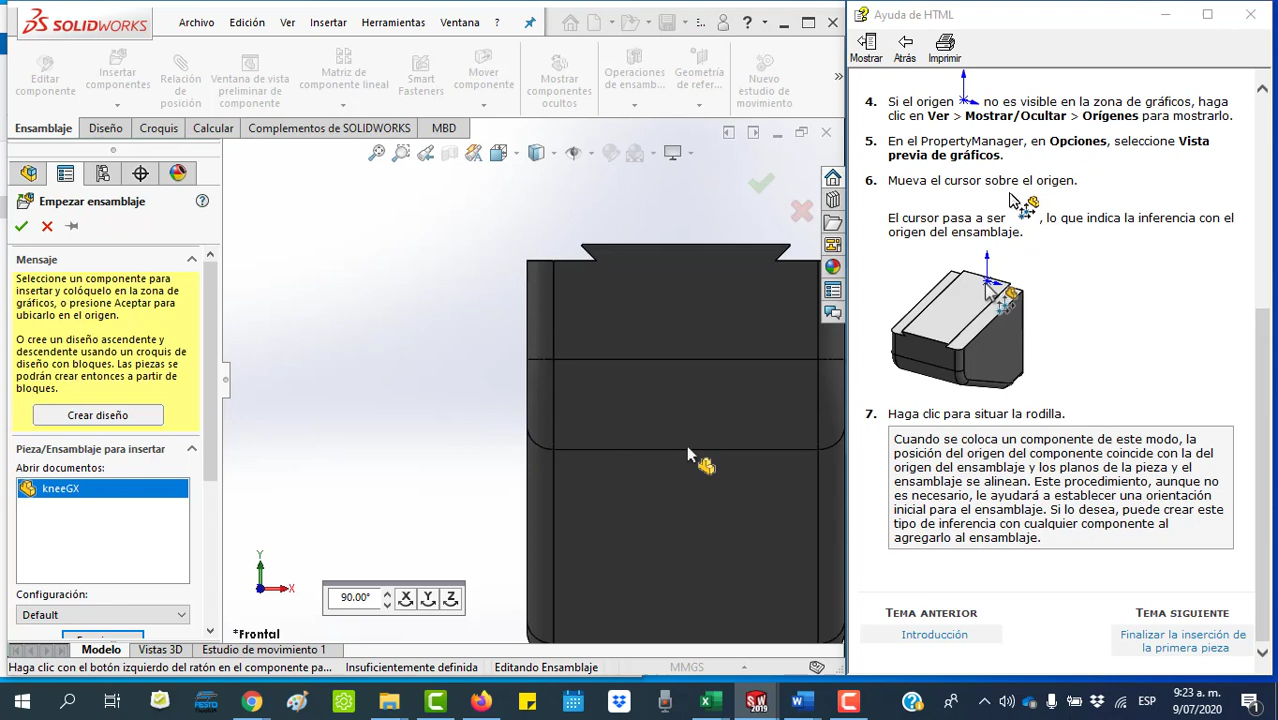 SOLIDWORKS
Archivo Edición Ver Insertar Herramientas Ventana ?
Ayuda de HTML
Mostrar Atrás Imprimir
Editar componente
Insertar componentes
Relación de posición
Ventana de vista preliminar de componente
Matriz de componente lineal
Smart Fasteners
Mover componente
Mostrar componentes ocultos
Operaciones de ensamb...
Geometría de refer...
Nuevo estudio de movimiento
Ensamblaje Diseño Croquis Calcular Complementos de SOLIDWORKS MBD
Empezar ensamblaje
Mensaje
Seleccione un componente para
insertar y colóquelo en la zona de
gráficos, o presione Aceptar para
ubicarlo en el origen.
O cree un diseño ascendente y
descendente usando un croquis de
diseño con bloques. Las piezas se
podrán crear entonces a partir de
bloques.
Crear diseño
Pieza/Ensamblaje para insertar
Abrir documentos:
kneeGX
Configuración:
Default
Y
X
90.00°
X Y Z
*Frontal
Modelo Vistas 3D Estudio de movimiento 1
Haga clic con el botón izquierdo del ratón en el componente pa... Insuficientemente definida Editando Ensamblaje MMGS
4. Si el origen no es visible en la zona de gráficos, haga
clic en Ver > Mostrar/Ocultar > Orígenes para mostrarlo.
5. En el PropertyManager, en Opciones, seleccione Vista
previa de gráficos.
6. Mueva el cursor sobre el origen.
El cursor pasa a ser , lo que indica la inferencia con el
origen del ensamblaje.
7. Haga clic para situar la rodilla.
Cuando se coloca un componente de este modo, la
posición del origen del componente coincide con la del
origen del ensamblaje y los planos de la pieza y el
ensamblaje se alinean. Este procedimiento, aunque no
es necesario, le ayudará a establecer una orientación
inicial para el ensamblaje. Si lo desea, puede crear este
tipo de inferencia con cualquier componente al
agregarlo al ensamblaje.
TEMA ANTERIOR
Introducción
TEMA SIGUIENTE
Finalizar la inserción de
la primera pieza
FESTO
SW 2019
ESP
9:23 a. m.
9/07/2020